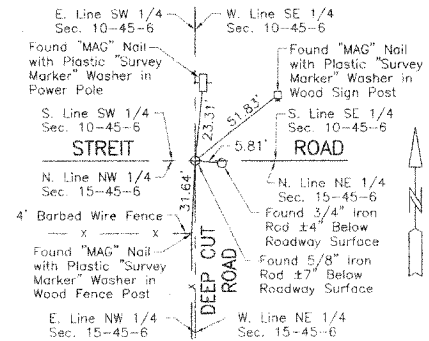 E. Line SW 1/4
Sec. 10-45-6
W. Line SE 1/4
Sec. 10-45-6
Found "MAG" Nail
with Plastic "Survey
Marker" Washer in
Power Pole
Found "MAG" Nail
with Plastic "Survey
Marker" Washer in
Wood Sign Post
23.31'
51.83'
S. Line SW 1/4
Sec. 10-45-6
S. Line SE 1/4
Sec. 10-45-6
STREIT
5.81'
ROAD
N. Line NW 1/4
Sec. 15-45-6
N. Line NE 1/4
Sec. 15-45-6
31.64'
4' Barbed Wire Fence
x
x
Found 3/4" Iron
Rod ±4" Below
Roadway Surface
Found "MAG" Nail
with Plastic "Survey
Marker" Washer in
Wood Fence Post
DEEP CUT
ROAD
Found 5/8" Iron
Rod ±7" Below
Roadway Surface
E. Line NW 1/4
Sec. 15-45-6
W. Line NE 1/4
Sec. 15-45-6